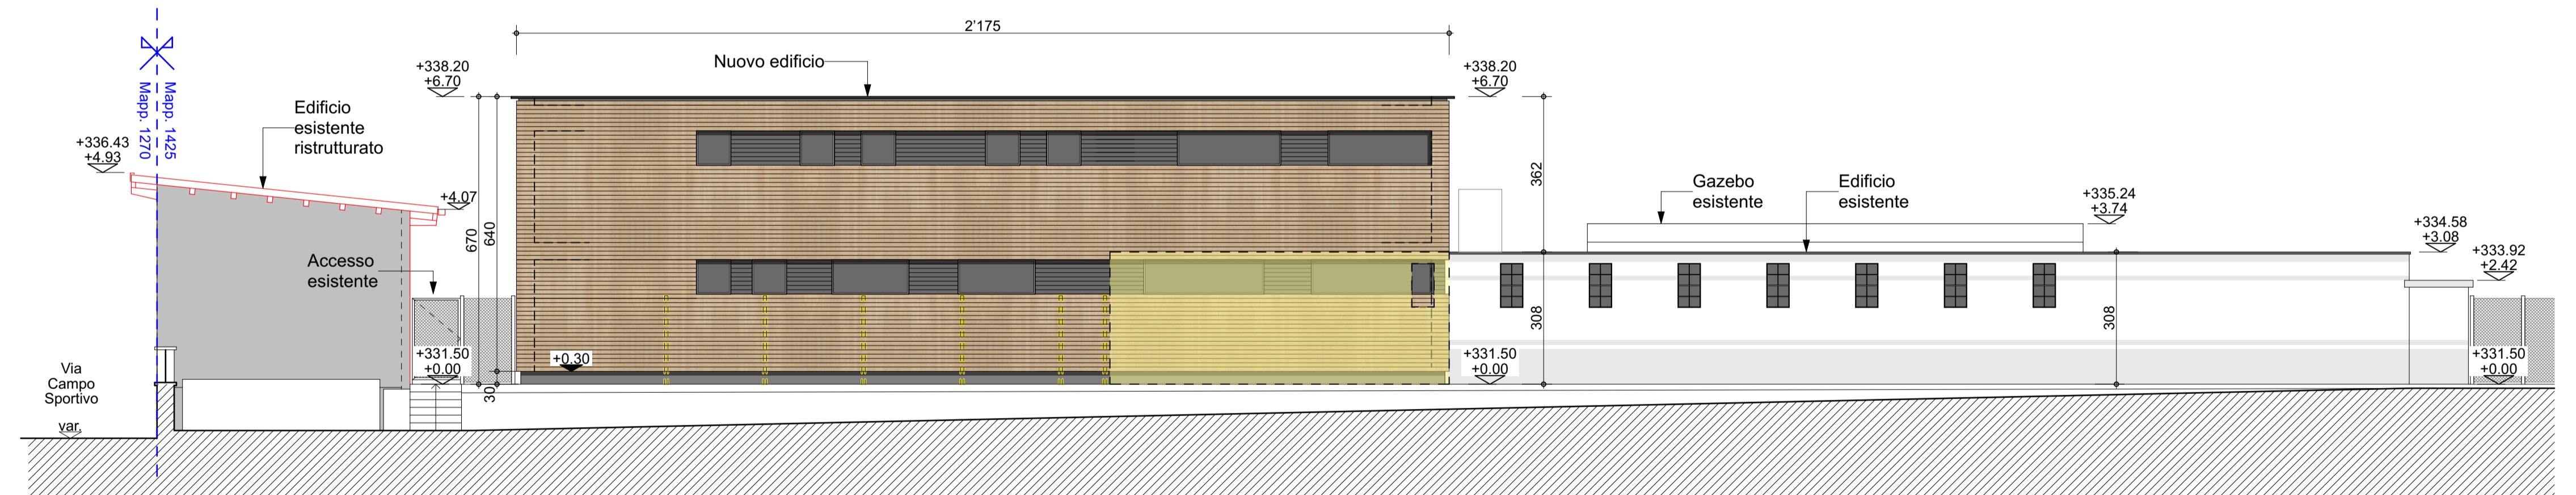 2'175
Nuovo edificio
+338.20
+6.70
+338.20
+6.70
Mapp. 1270
Mapp. 1425
Edificio
esistente
ristrutturato
+336.43
+4.93
+4.07
670
640
362
Gazebo
esistente
Edificio
esistente
+335.24
+3.74
+334.58
+3.08
+333.92
+2.42
Accesso
esistente
308
308
+331.50
+0.00
+0.30
30
+331.50
+0.00
+331.50
+0.00
Via
Campo
Sportivo
var.